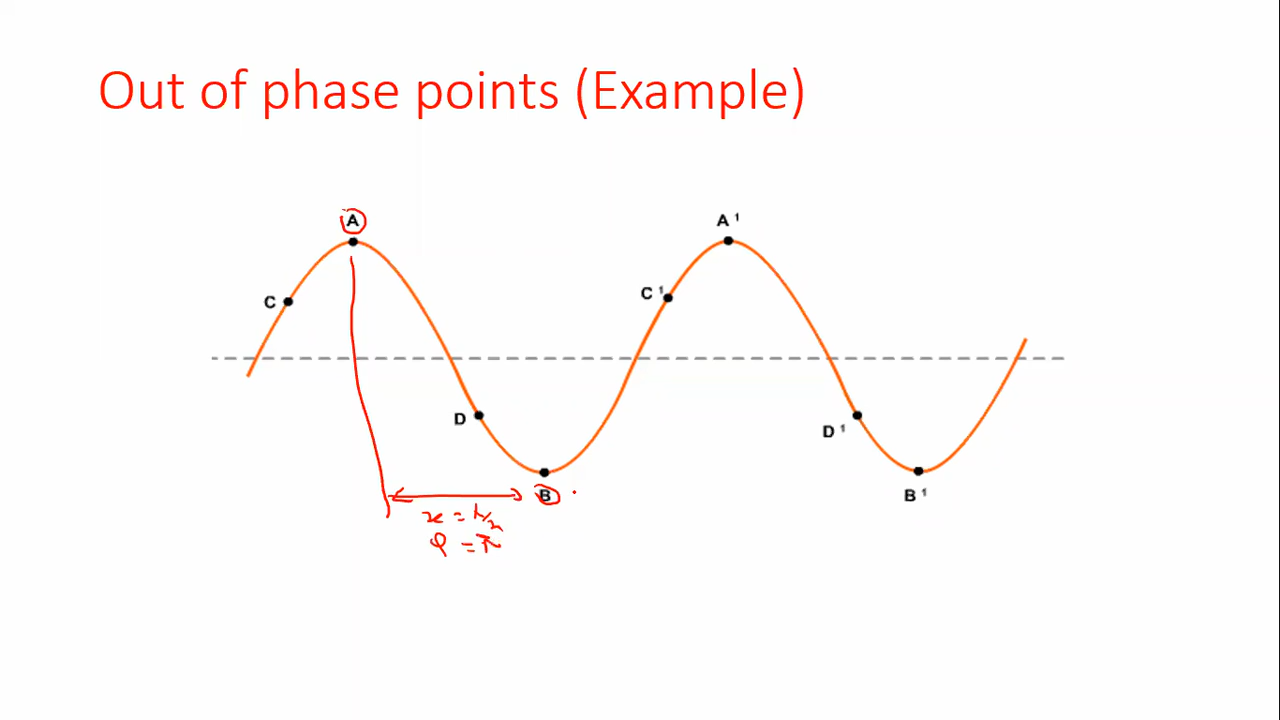 Out of phase points (Example)
A
A ¹
C
C ¹
D
D ¹
B
B ¹
x = λ/2
φ = π